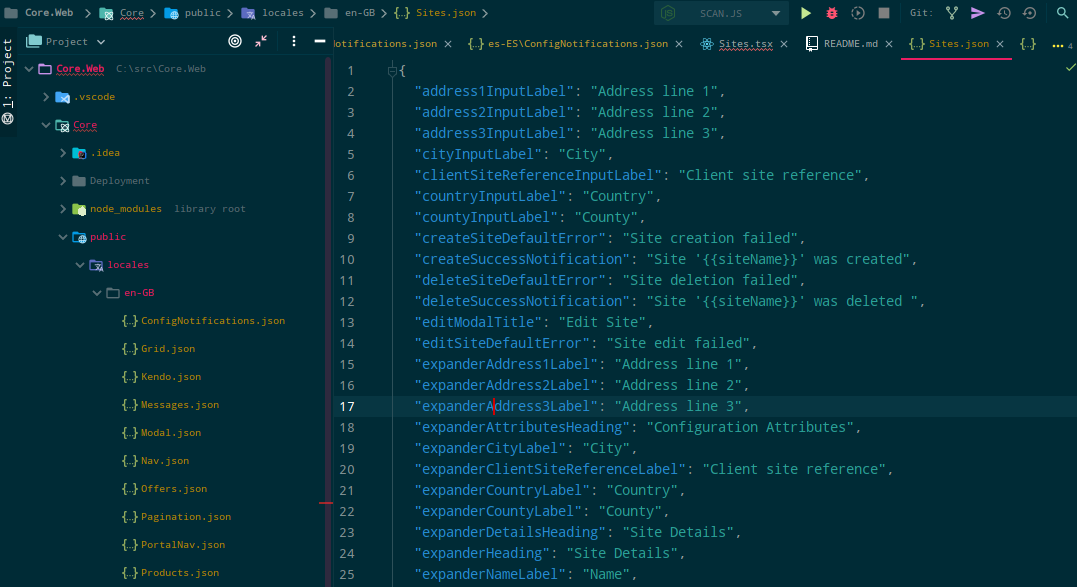 Core.Web > Core > public > locales > en-GB > {..} Sites.json >
SCAN.JS
Git:
1: Project
Project
otifications.json ×
{..} es-ES\ConfigNotifications.json ×
Sites.tsx ×
README.md ×
{..} Sites.json ×
{..}
... 4
Core.Web C:\src\Core.Web
.vscode
Core
.idea
Deployment
node_modules library root
public
locales
en-GB
{..} ConfigNotifications.json
{..} Grid.json
{..} Kendo.json
{..} Messages.json
{..} Modal.json
{..} Nav.json
{..} Offers.json
{..} Pagination.json
{..} PortalNav.json
{..} Products.json
1 {
2 "address1InputLabel": "Address line 1",
3 "address2InputLabel": "Address line 2",
4 "address3InputLabel": "Address line 3",
5 "cityInputLabel": "City",
6 "clientSiteReferenceInputLabel": "Client site reference",
7 "countryInputLabel": "Country",
8 "countyInputLabel": "County",
9 "createSiteDefaultError": "Site creation failed",
10 "createSuccessNotification": "Site '{{siteName}}' was created",
11 "deleteSiteDefaultError": "Site deletion failed",
12 "deleteSuccessNotification": "Site '{{siteName}}' was deleted ",
13 "editModalTitle": "Edit Site",
14 "editSiteDefaultError": "Site edit failed",
15 "expanderAddress1Label": "Address line 1",
16 "expanderAddress2Label": "Address line 2",
17 "expanderAddress3Label": "Address line 3",
18 "expanderAttributesHeading": "Configuration Attributes",
19 "expanderCityLabel": "City",
20 "expanderClientSiteReferenceLabel": "Client site reference",
21 "expanderCountryLabel": "Country",
22 "expanderCountyLabel": "County",
23 "expanderDetailsHeading": "Site Details",
24 "expanderHeading": "Site Details",
25 "expanderNameLabel": "Name",